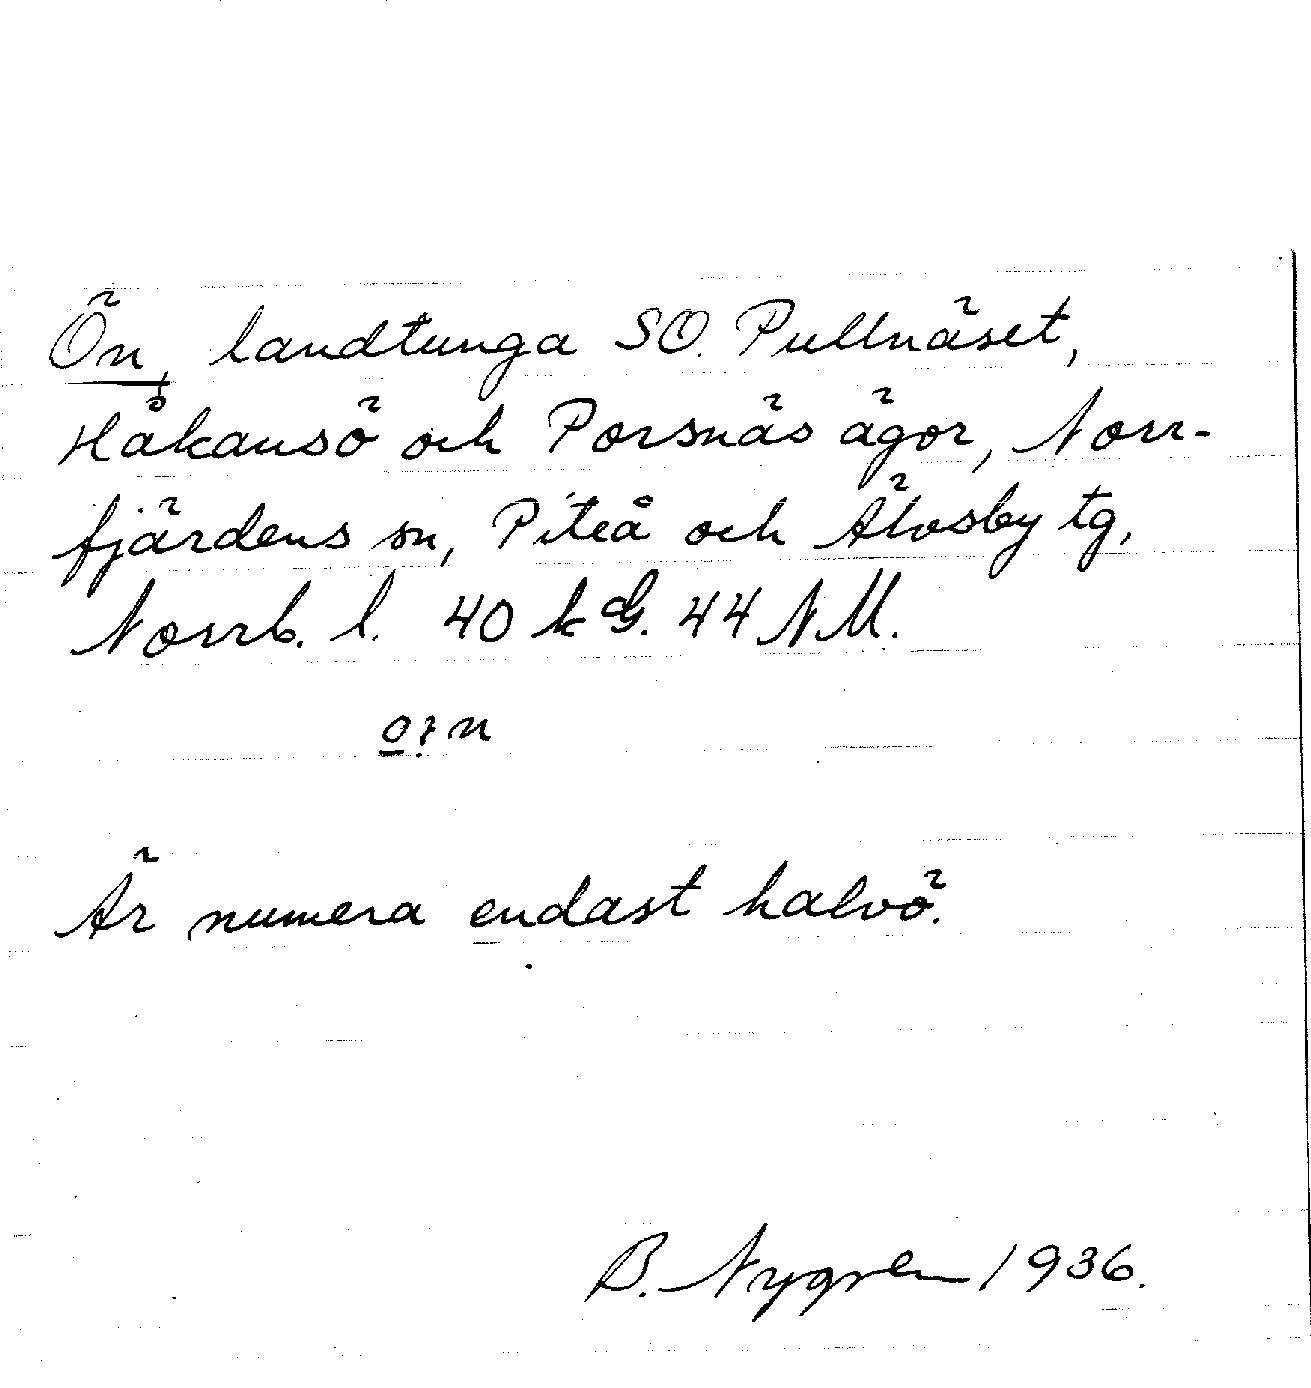 Ön, landtunga SO. Pullnäset,
Håkansö och Porsnäs ägor, Norr-
fjärdens sn, Piteå och Älvsby tg,
Norrb. l. 40 k G. 44 NM.
Är numera endast halvö.
B. Nygren 1936.